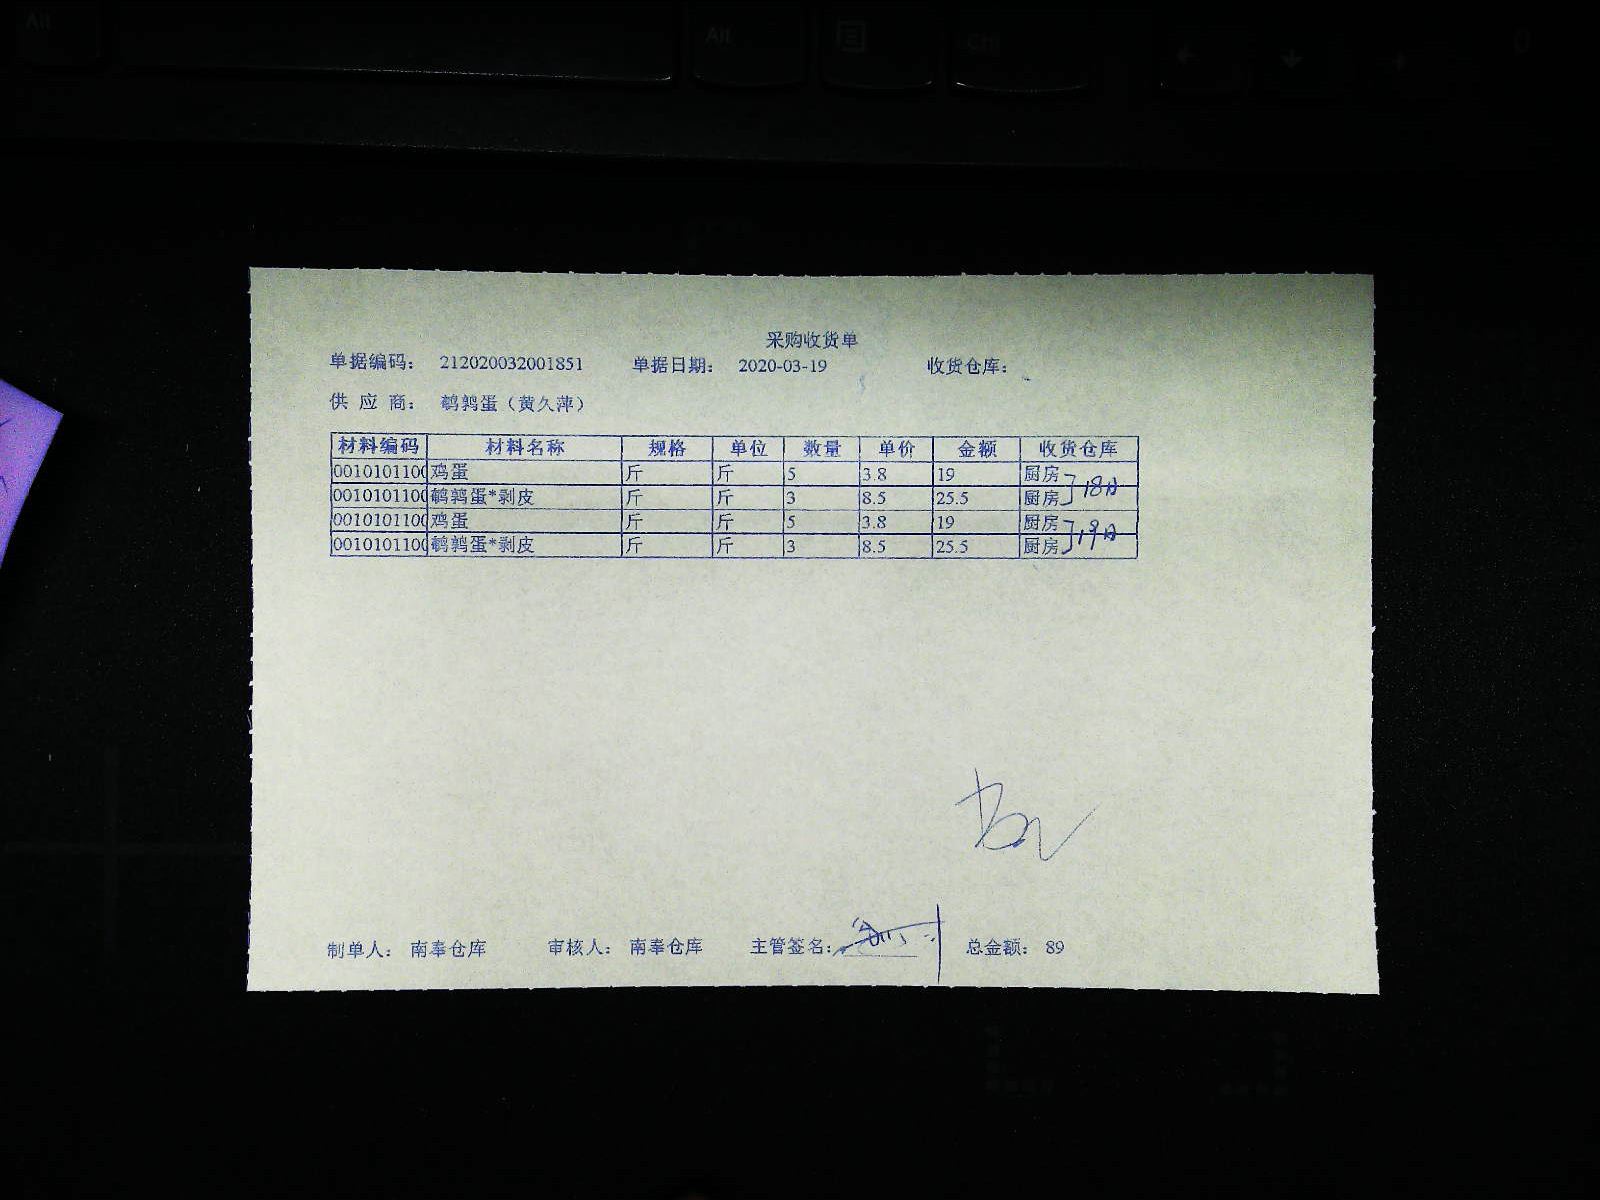 Alt
Alt
Ctrl
采购收货单
单据编码： 212020032001851 单据日期： 2020-03-19 收货仓库：
供 应 商： 鹌鹑蛋（黄久萍）
材料编码 材料名称 规格 单位 数量 单价 金额 收货仓库
0010101100 鸡蛋 斤 斤 5 3.8 19 厨房
0010101100 鹌鹑蛋*剥皮 斤 斤 3 8.5 25.5 厨房 18日
0010101100 鸡蛋 斤 斤 5 3.8 19 厨房
0010101100 鹌鹑蛋*剥皮 斤 斤 3 8.5 25.5 厨房 19日
制单人： 南奉仓库 审核人： 南奉仓库 主管签名： 总金额： 89